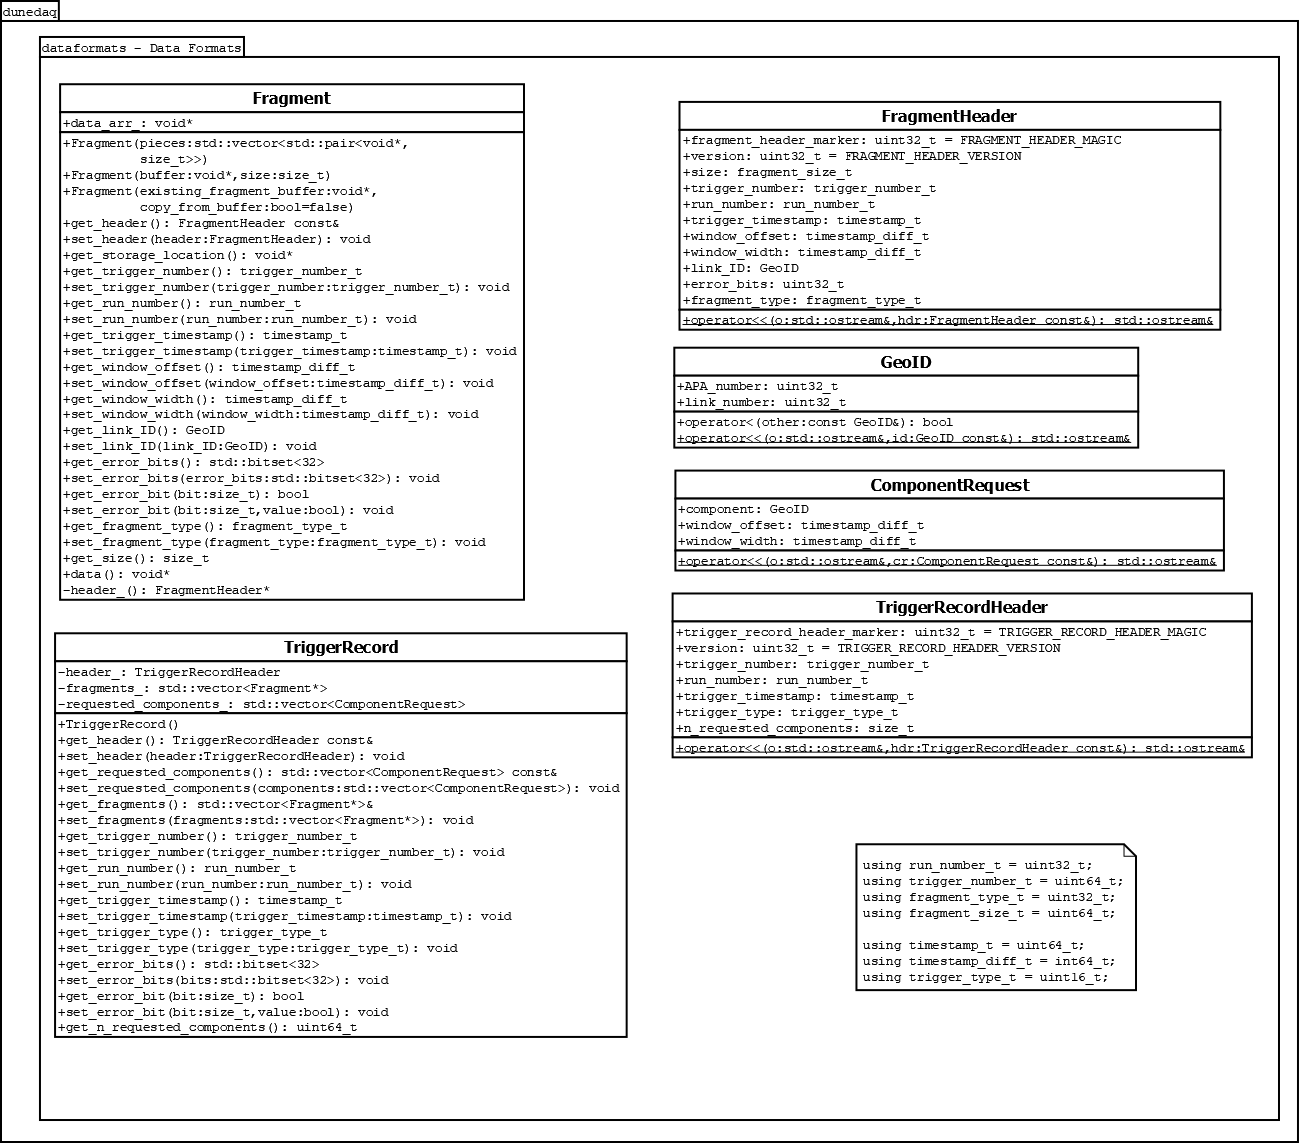 dunedaq
dataformats - Data Formats
Fragment
+data_arr_: void*
+Fragment(pieces:std::vector<std::pair<void*,
size_t>>)
+Fragment(buffer:void*,size:size_t)
+Fragment(existing_fragment_buffer:void*,
copy_from_buffer:bool=false)
+get_header(): FragmentHeader const&
+set_header(header:FragmentHeader): void
+get_storage_location(): void*
+get_trigger_number(): trigger_number_t
+set_trigger_number(trigger_number:trigger_number_t): void
+get_run_number(): run_number_t
+set_run_number(run_number:run_number_t): void
+get_trigger_timestamp(): timestamp_t
+set_trigger_timestamp(trigger_timestamp:timestamp_t): void
+get_window_offset(): timestamp_diff_t
+set_window_offset(window_offset:timestamp_diff_t): void
+get_window_width(): timestamp_diff_t
+set_window_width(window_width:timestamp_diff_t): void
+get_link_ID(): GeoID
+set_link_ID(link_ID:GeoID): void
+get_error_bits(): std::bitset<32>
+set_error_bits(error_bits:std::bitset<32>): void
+get_error_bit(bit:size_t): bool
+set_error_bit(bit:size_t,value:bool): void
+get_fragment_type(): fragment_type_t
+set_fragment_type(fragment_type:fragment_type_t): void
+get_size(): size_t
+data(): void*
-header_(): FragmentHeader*
TriggerRecord
-header_: TriggerRecordHeader
-fragments_: std::vector<Fragment*>
-requested_components_: std::vector<ComponentRequest>
+TriggerRecord()
+get_header(): TriggerRecordHeader const&
+set_header(header:TriggerRecordHeader): void
+get_requested_components(): std::vector<ComponentRequest> const&
+set_requested_components(components:std::vector<ComponentRequest>): void
+get_fragments(): std::vector<Fragment*>&
+set_fragments(fragments:std::vector<Fragment*>): void
+get_trigger_number(): trigger_number_t
+set_trigger_number(trigger_number:trigger_number_t): void
+get_run_number(): run_number_t
+set_run_number(run_number:run_number_t): void
+get_trigger_timestamp(): timestamp_t
+set_trigger_timestamp(trigger_timestamp:timestamp_t): void
+get_trigger_type(): trigger_type_t
+set_trigger_type(trigger_type:trigger_type_t): void
+get_error_bits(): std::bitset<32>
+set_error_bits(bits:std::bitset<32>): void
+get_error_bit(bit:size_t): bool
+set_error_bit(bit:size_t,value:bool): void
+get_n_requested_components(): uint64_t
FragmentHeader
+fragment_header_marker: uint32_t = FRAGMENT_HEADER_MAGIC
+version: uint32_t = FRAGMENT_HEADER_VERSION
+size: fragment_size_t
+trigger_number: trigger_number_t
+run_number: run_number_t
+trigger_timestamp: timestamp_t
+window_offset: timestamp_diff_t
+window_width: timestamp_diff_t
+link_ID: GeoID
+error_bits: uint32_t
+fragment_type: fragment_type_t
+operator<<(o:std::ostream&,hdr:FragmentHeader const&): std::ostream&
GeoID
+APA_number: uint32_t
+link_number: uint32_t
+operator<(other:const GeoID&): bool
+operator<<(o:std::ostream&,id:GeoID const&): std::ostream&
ComponentRequest
+component: GeoID
+window_offset: timestamp_diff_t
+window_width: timestamp_diff_t
+operator<<(o:std::ostream&,cr:ComponentRequest const&): std::ostream&
TriggerRecordHeader
+trigger_record_header_marker: uint32_t = TRIGGER_RECORD_HEADER_MAGIC
+version: uint32_t = TRIGGER_RECORD_HEADER_VERSION
+trigger_number: trigger_number_t
+run_number: run_number_t
+trigger_timestamp: timestamp_t
+trigger_type: trigger_type_t
+n_requested_components: size_t
+operator<<(o:std::ostream&,hdr:TriggerRecordHeader const&): std::ostream&
using run_number_t = uint32_t;
using trigger_number_t = uint64_t;
using fragment_type_t = uint32_t;
using fragment_size_t = uint64_t;
using timestamp_t = uint64_t;
using timestamp_diff_t = int64_t;
using trigger_type_t = uint16_t;